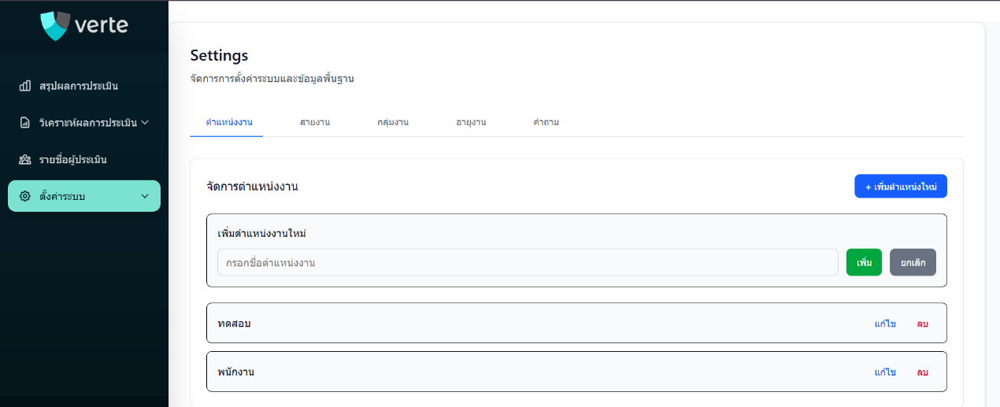 verte
สรุปผลการประเมิน
วิเคราะห์ผลการประเมิน
รายชื่อผู้ประเมิน
ตั้งค่าระบบ
Settings
จัดการการตั้งค่าระบบและข้อมูลพื้นฐาน
ตำแหน่งงาน สายงาน กลุ่มงาน อายุงาน คำถาม
จัดการตำแหน่งงาน
+ เพิ่มตำแหน่งใหม่
เพิ่มตำแหน่งงานใหม่
กรอกชื่อตำแหน่งงาน เพิ่ม ยกเลิก
ทดสอบ แก้ไข ลบ
พนักงาน แก้ไข ลบ